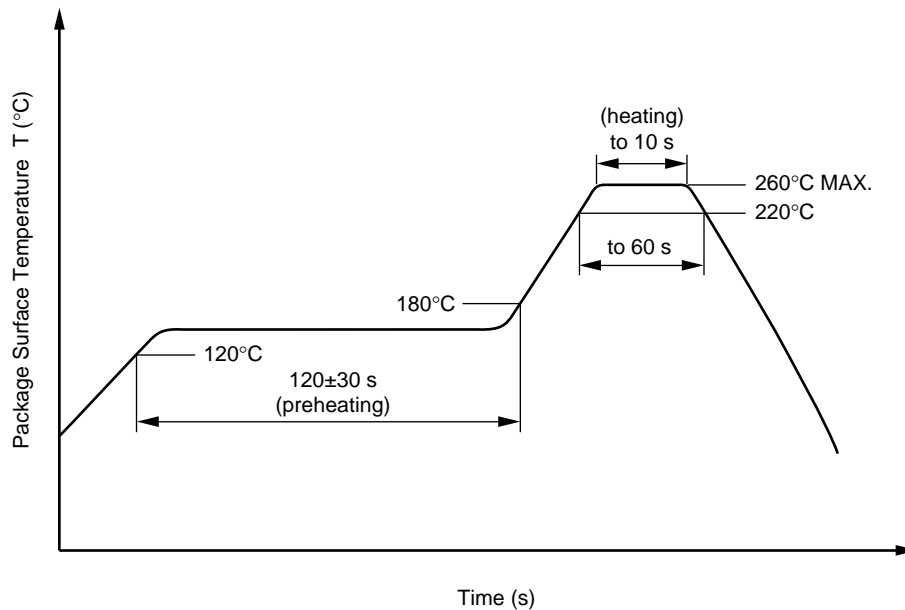 Package Surface Temperature T (°C)
(heating)
to 10 s
260°C MAX.
220°C
to 60 s
180°C
120°C
120±30 s
(preheating)
Time (s)